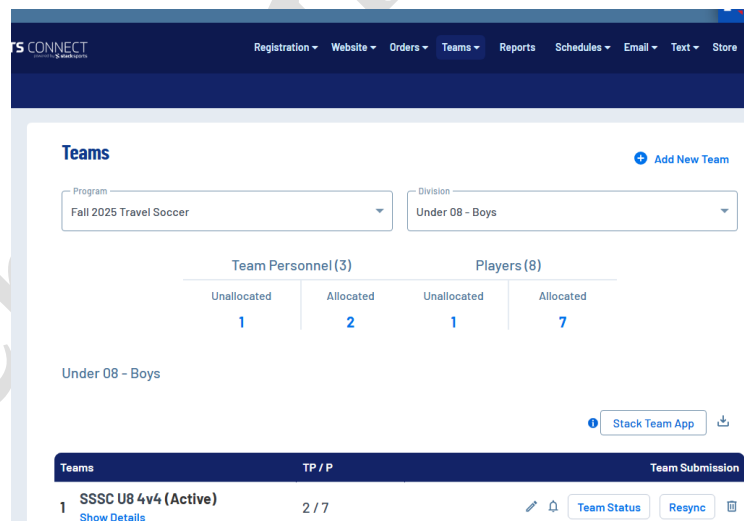 TS CONNECT
powered by stacksports
Registration Website Orders Teams Reports Schedules Email Text Store
Teams
Add New Team
Program
Fall 2025 Travel Soccer
Division
Under 08 - Boys
Team Personnel (3) Players (8)
Unallocated Allocated Unallocated Allocated
1 2 1 7
Under 08 - Boys
Stack Team App
Teams TP / P Team Submission
1 SSSC U8 4v4 (Active) 2 / 7 Team Status Resync
Show Details